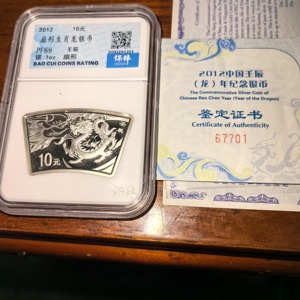 2012 10元
扇形生肖龙银币
PF69 壬辰
银 1oz 扇形
保粹
BAO CUI COINS RATING
10元
2012中国壬辰
(龙)年纪念银币
The Commemorative Silver Coin of
Chinese Ren Chen Year (Year of the Dragon)
鉴定证书
Certificate of Authenticity
67701